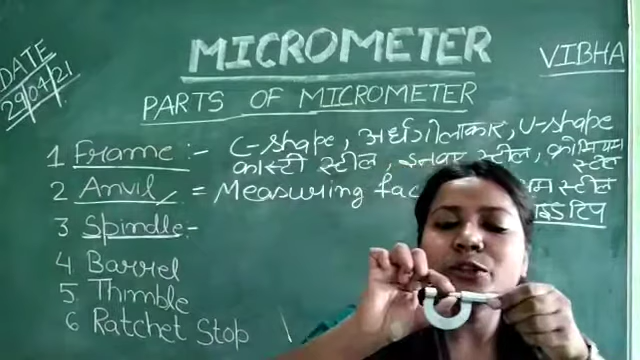 DATE
29/04/21
MICROMETER
VIBHA
PARTS OF MICROMETER
1 Frame :- C-shape, अर्धगोलाकार, U-shape
कास्टी स्टील, इनवार स्टील, क्रोमियम स्टील
2 Anvil = Measuring fac
स्टील
3 Spindle :-
4 Barrel
5 Thimble
6 Ratchet Stop